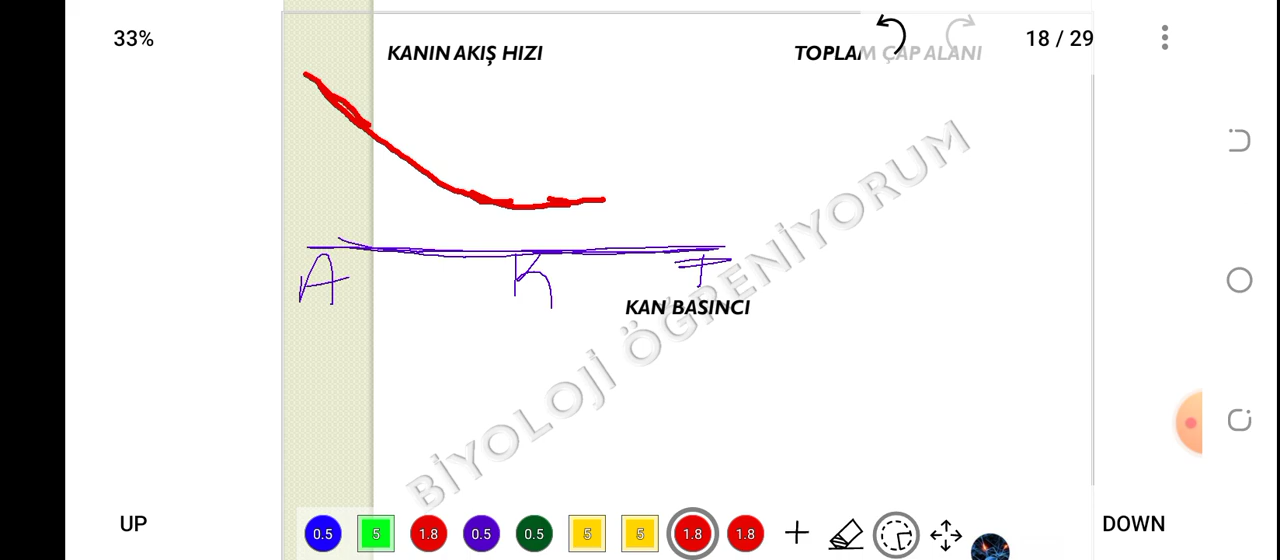 33%
KANIN AKIŞ HIZI
TOPLAM ÇAP ALANI
18 / 29
A
K
T
KAN BASINCI
BİYOLOJİ ÖĞRENİYORUM
UP
0.5
5
1.8
0.5
0.5
5
5
1.8
1.8
DOWN